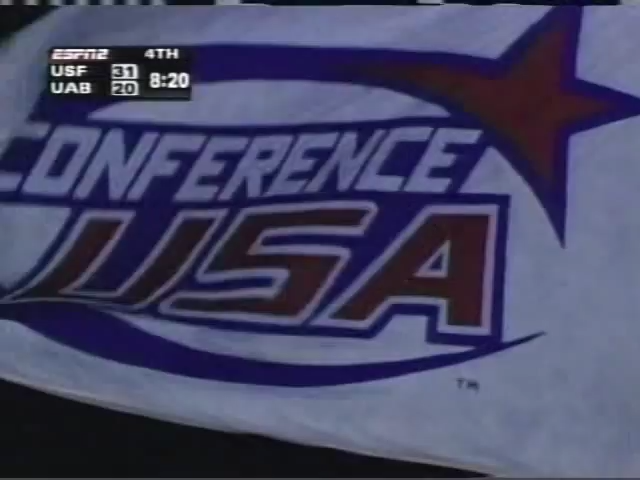 ESPN2 4TH
USF 31 8:20
UAB 20
CONFERENCE
USA
TM